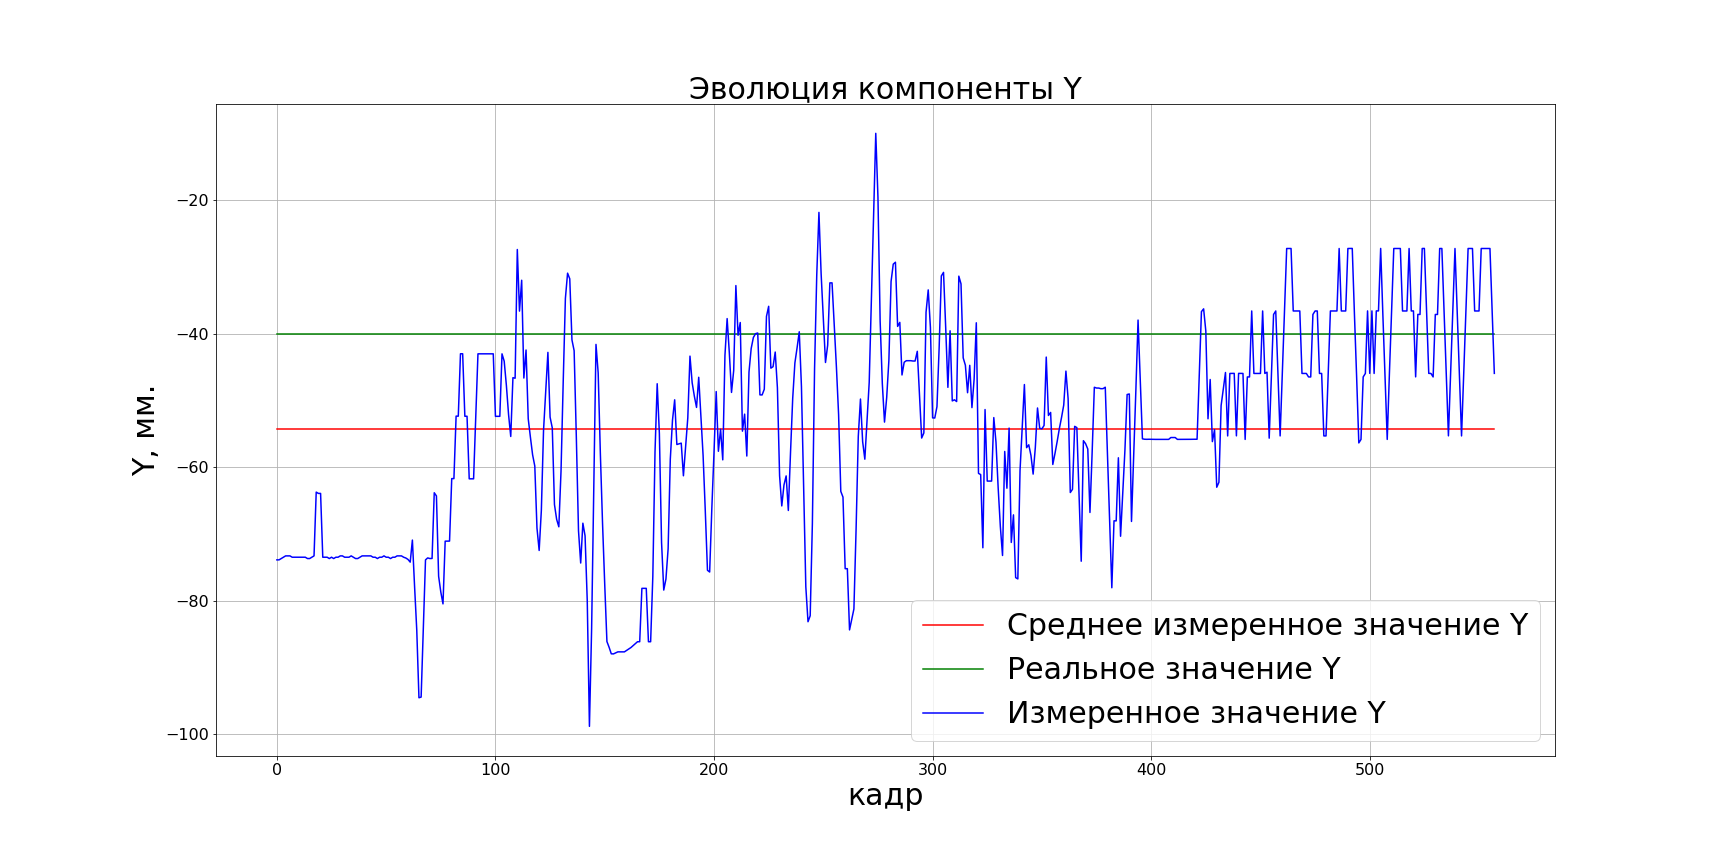 Эволюция компоненты Y
Y, мм.
−20
−40
−60
−80
−100
0 100 200 300 400 500
кадр
Среднее измеренное значение Y
Реальное значение Y
Измеренное значение Y